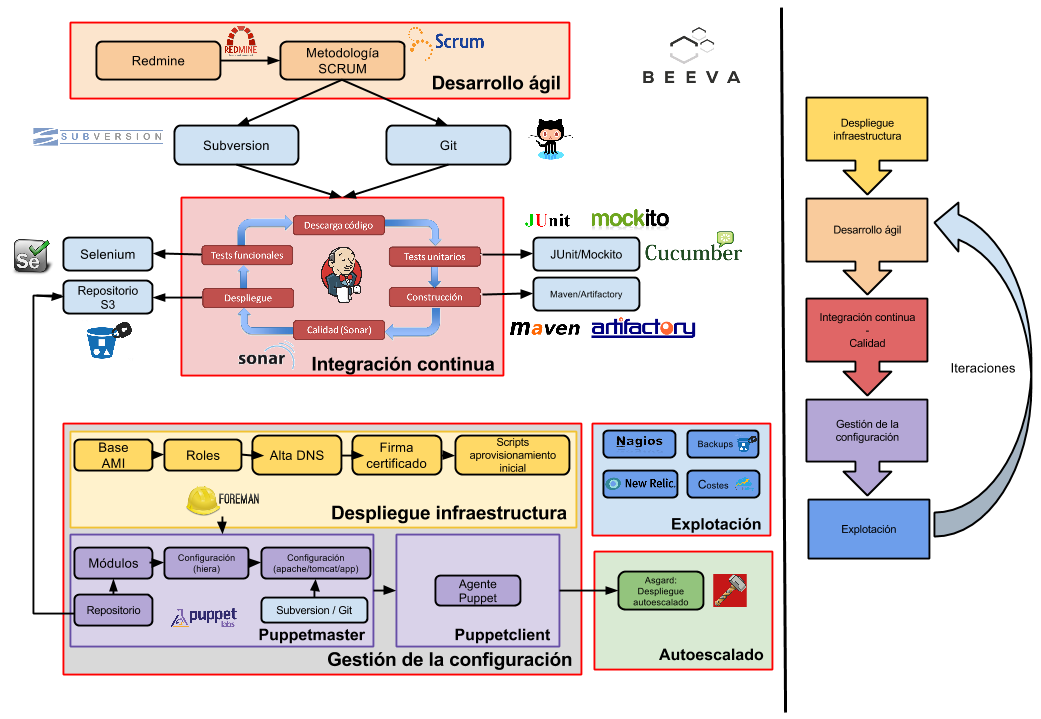 Redmine
REDMINE
Metodología
SCRUM
Scrum
Desarrollo ágil
BEEVA
SUBVERSION
Subversion
Git
Descarga código
Tests funcionales
Tests unitarios
Despliegue
Construcción
Calidad (Sonar)
sonar
Integración continua
Se
Selenium
Repositorio
S3
JUnit
mockito
JUnit/Mockito
Cucumber
Maven/Artifactory
maven
artifactory
Base
AMI
Roles
Alta DNS
Firma
certificado
Scripts
aprovisionamiento
inicial
FOREMAN
Despliegue infraestructura
Módulos
Configuración
(hiera)
Configuración
(apache/tomcat/app)
Repositorio
puppet
labs
Subversion / Git
Puppetmaster
Agente
Puppet
Puppetclient
Gestión de la configuración
Nagios
Backups
New Relic.
Costes
Explotación
Asgard:
Despliegue
autoescalado
Autoescalado
Despliegue
infraestructura
Desarrollo ágil
Integración continua
-
Calidad
Gestión de la
configuración
Explotación
Iteraciones